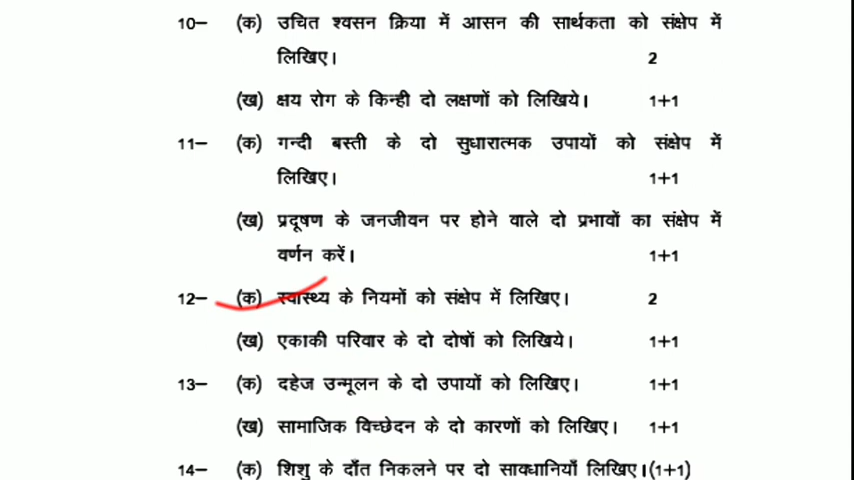 10– (क) उचित श्वसन क्रिया में आसन की सार्थकता को संक्षेप में
लिखिए। 2
(ख) क्षय रोग के किन्ही दो लक्षणों को लिखिये। 1+1
11– (क) गन्दी बस्ती के दो सुधारात्मक उपायों को संक्षेप में
लिखिए। 1+1
(ख) प्रदूषण के जनजीवन पर होने वाले दो प्रभावों का संक्षेप में
वर्णन करें। 1+1
12– (क) स्वास्थ्य के नियमों को संक्षेप में लिखिए। 2
(ख) एकाकी परिवार के दो दोषों को लिखिये। 1+1
13– (क) दहेज उन्मूलन के दो उपायों को लिखिए। 1+1
(ख) सामाजिक विच्छेदन के दो कारणों को लिखिए। 1+1
14– (क) शिशु के दाँत निकलने पर दो सावधानियाँ लिखिए।(1+1)